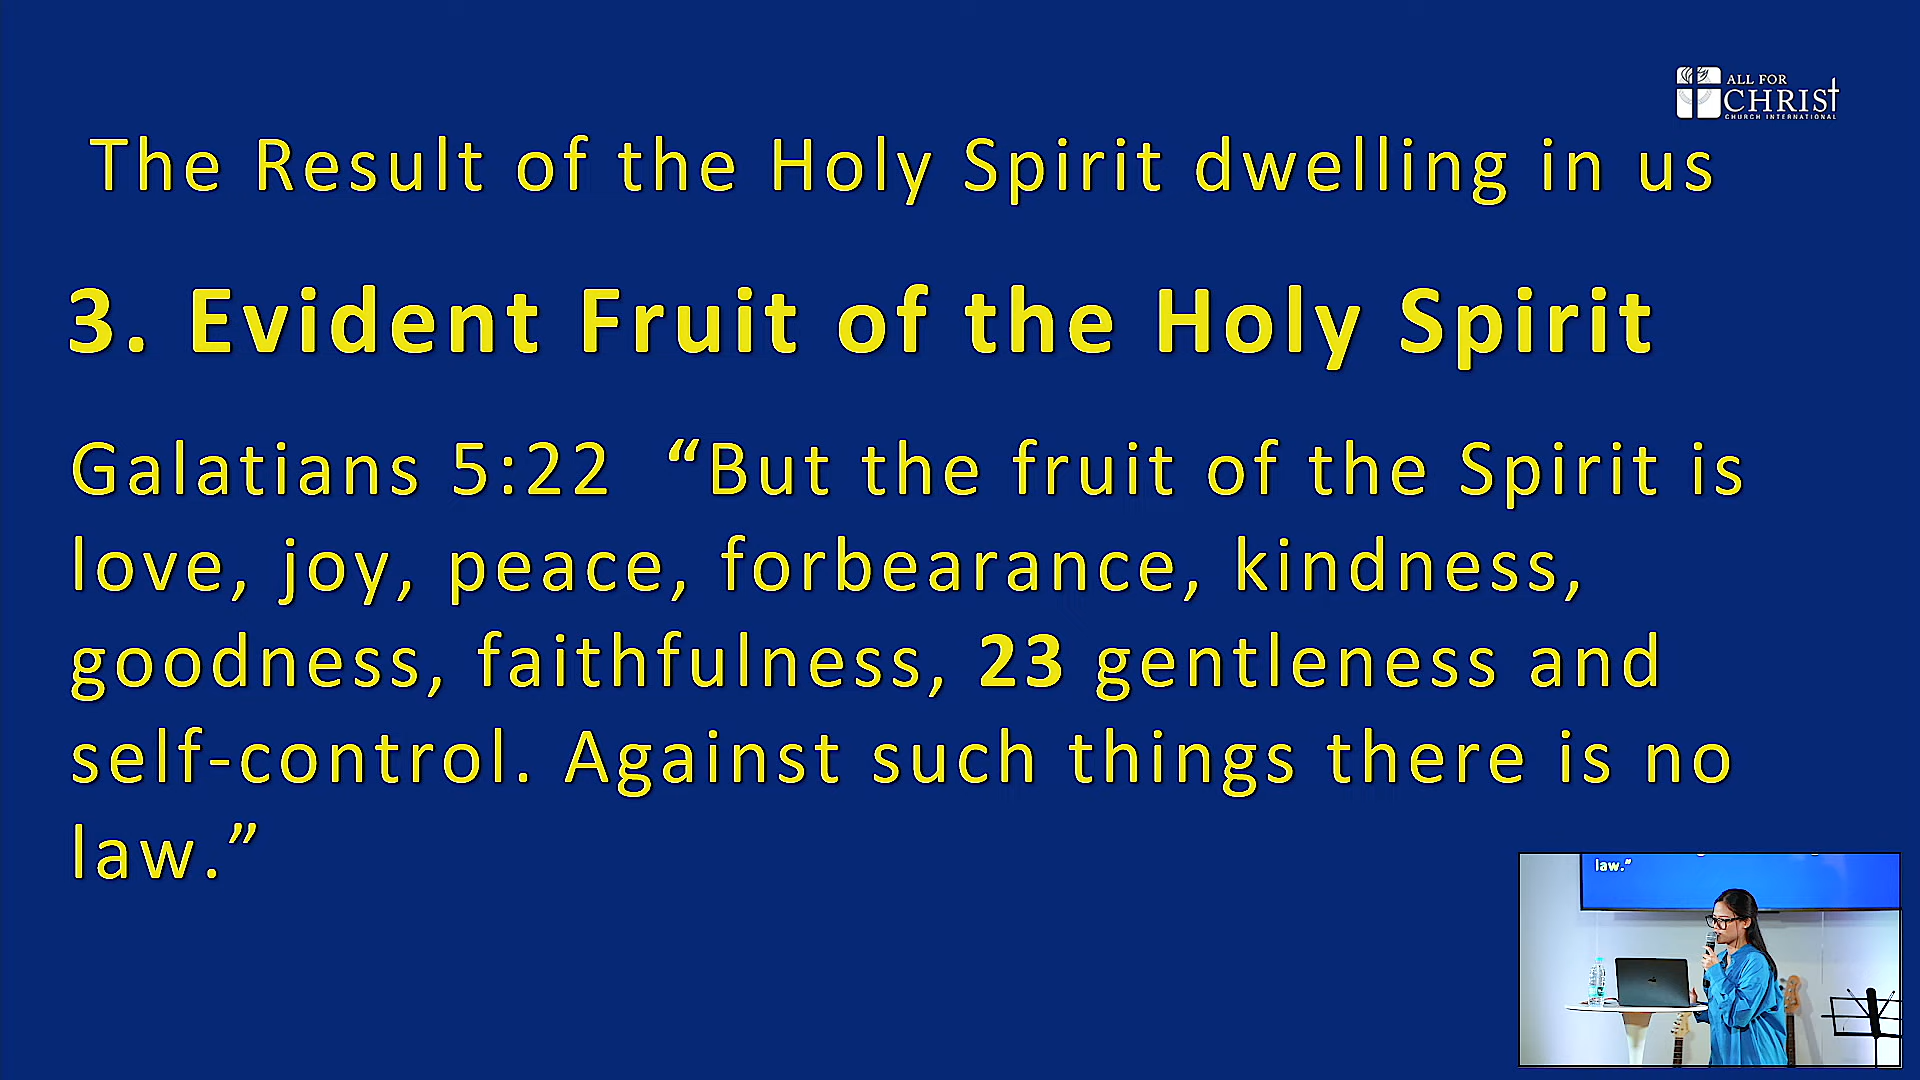 ALL FOR
CHRIST
CHURCH INTERNATIONAL
The Result of the Holy Spirit dwelling in us
3. Evident Fruit of the Holy Spirit
Galatians 5:22 “But the fruit of the Spirit is
love, joy, peace, forbearance, kindness,
goodness, faithfulness, 23 gentleness and
self-control. Against such things there is no
law.”
law.”